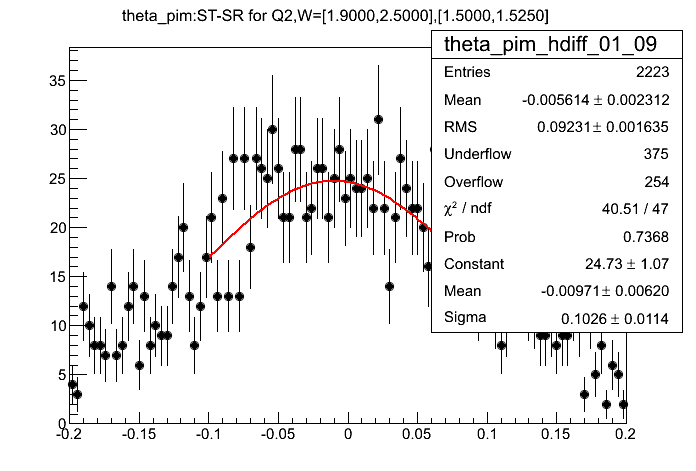 theta_pim:ST-SR for Q2,W=[1.9000,2.5000],[1.5000,1.5250]
theta_pim_hdiff_01_09
Entries 2223
Mean -0.005614 ± 0.002312
RMS 0.09231 ± 0.001635
Underflow 375
Overflow 254
χ² / ndf 40.51 / 47
Prob 0.7368
Constant 24.73 ± 1.07
Mean -0.00971 ± 0.00620
Sigma 0.1026 ± 0.0114
35
30
25
20
15
10
5
0
-0.2 -0.15 -0.1 -0.05 0 0.05 0.1 0.15 0.2